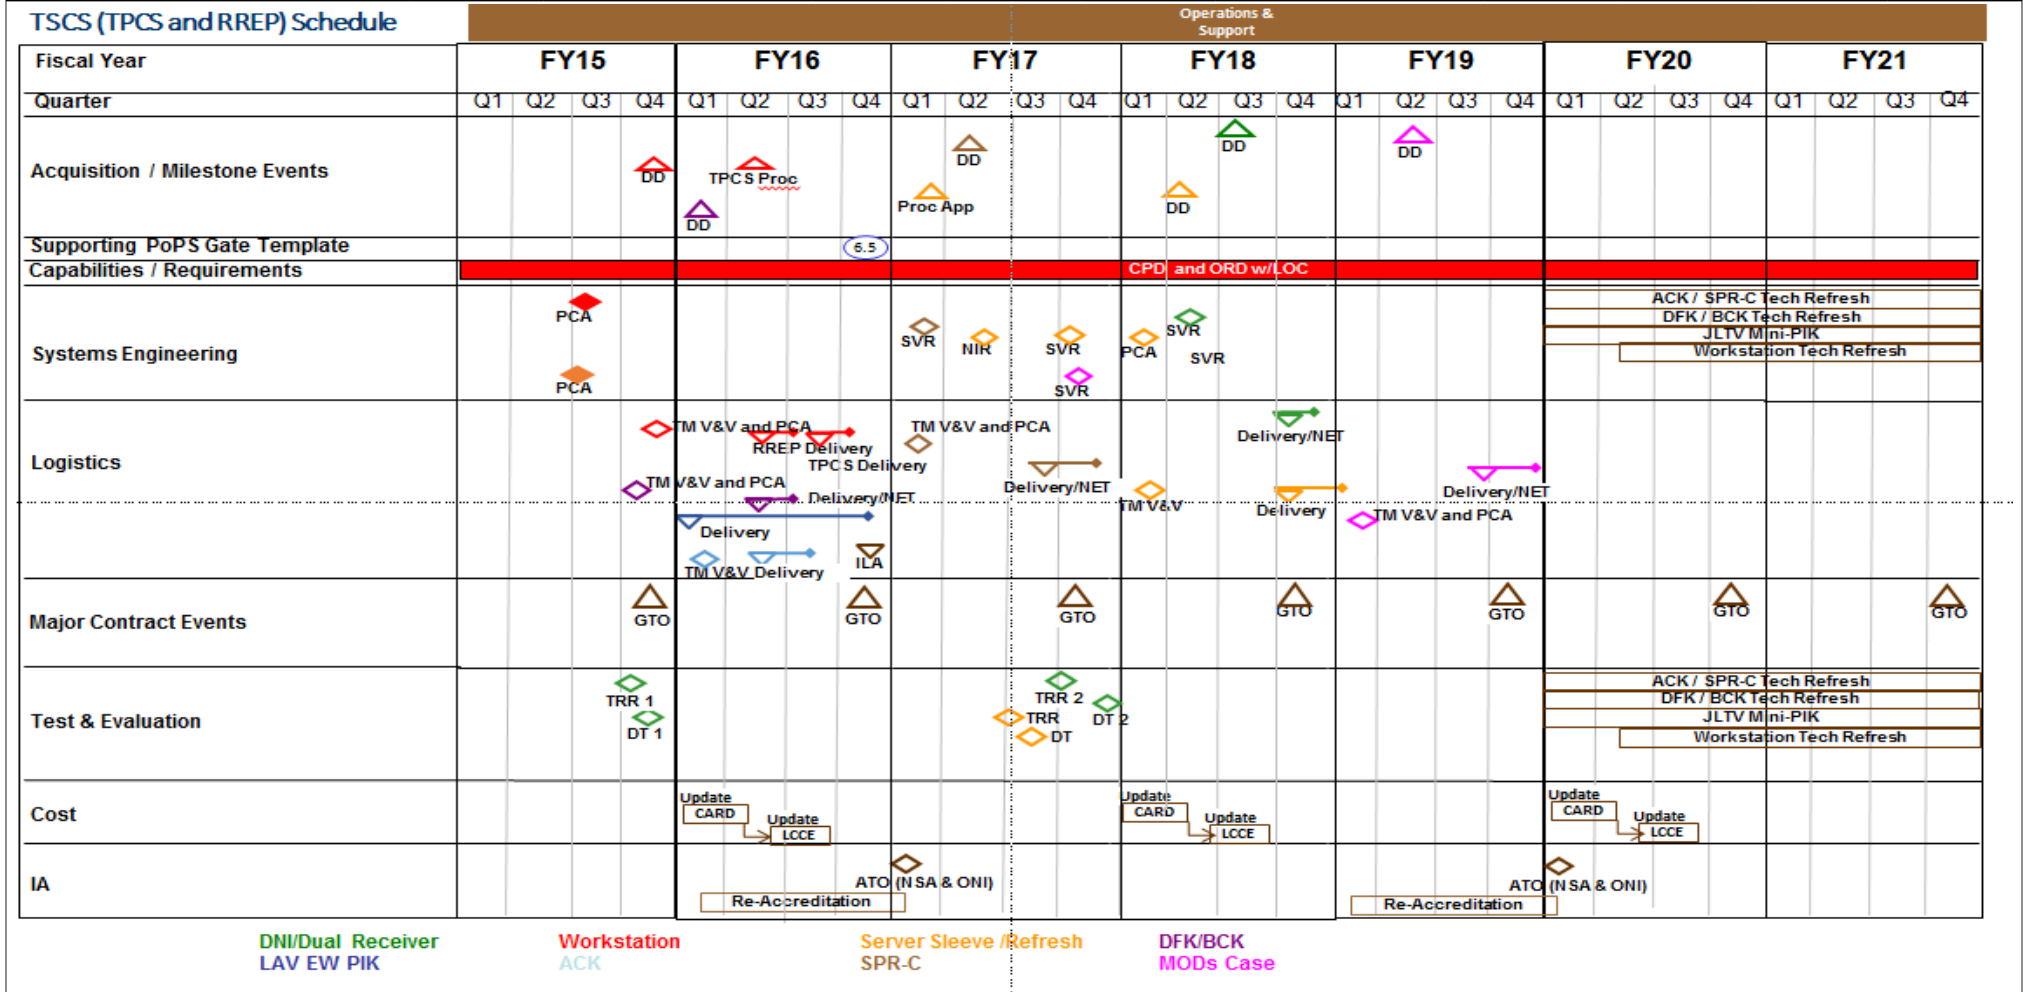 TSCS (TPCS and RREP) Schedule
Operations &
Support
Fiscal Year
FY15 FY16 FY17 FY18 FY19 FY20 FY21
Quarter
Q1 Q2 Q3 Q4 Q1 Q2 Q3 Q4 Q1 Q2 Q3 Q4 Q1 Q2 Q3 Q4 Q1 Q2 Q3 Q4 Q1 Q2 Q3 Q4 Q1 Q2 Q3 Q4
Acquisition / Milestone Events
DD
TPCS Proc
DD
DD
Proc App
DD
DD
DD
Supporting PoPS Gate Template
6.5
Capabilities / Requirements
CPD and ORD w/LOC
Systems Engineering
PCA
PCA
SVR
NIR
SVR
SVR
PCA
SVR
SVR
ACK / SPR-C Tech Refresh
DFK / BCK Tech Refresh
JLTV Mini-PIK
Workstation Tech Refresh
Logistics
TM V&V and PCA
RREP Delivery
TPCS Delivery
TM V&V and PCA
Delivery/NET
Delivery
TM V&V Delivery
ILA
TM V&V and PCA
Delivery/NET
TM V&V
Delivery/NET
Delivery
Delivery/NET
TM V&V and PCA
Major Contract Events
GTO GTO GTO GTO GTO GTO GTO
Test & Evaluation
TRR 1
DT 1
TRR 2
DT 2
TRR
DT
ACK / SPR-C Tech Refresh
DFK / BCK Tech Refresh
JLTV Mini-PIK
Workstation Tech Refresh
Cost
Update
CARD
Update
LCCE
Update
CARD
Update
LCCE
Update
CARD
Update
LCCE
IA
ATO (NSA & ONI)
Re-Accreditation
ATO (NSA & ONI)
Re-Accreditation
DNI/Dual Receiver Workstation Server Sleeve /Refresh DFK/BCK
LAV EW PIK ACK SPR-C MODs Case